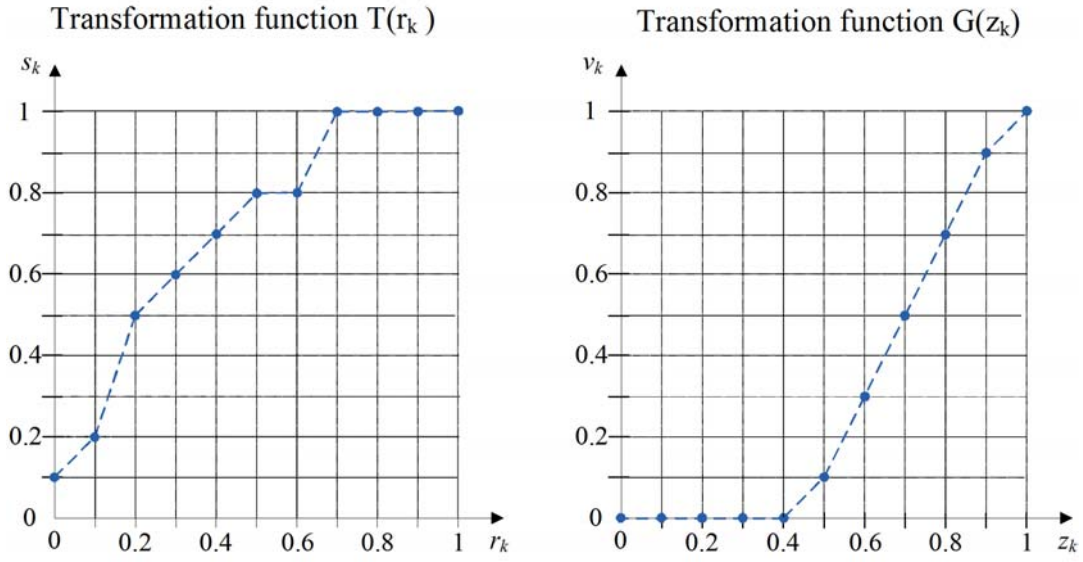 Transformation function T(rₖ )
sₖ
1
0.8
0.6
0.4
0.2
0
0 0.2 0.4 0.6 0.8 1 rₖ
Transformation function G(zₖ)
vₖ
1
0.8
0.6
0.4
0.2
0
0 0.2 0.4 0.6 0.8 1 zₖ